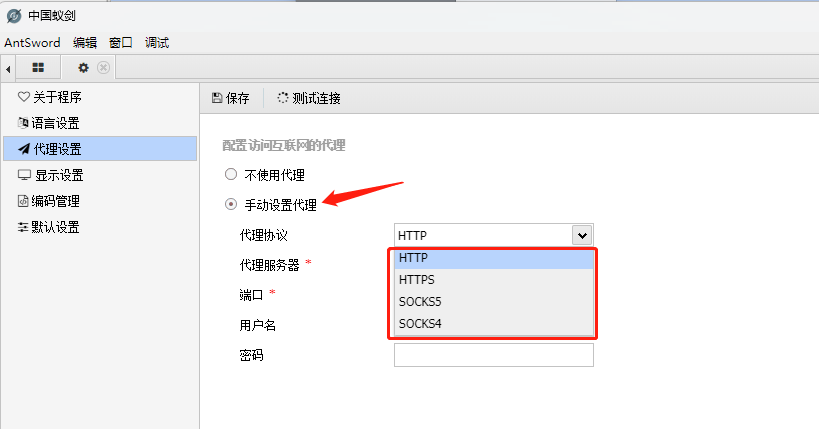 中国蚁剑
AntSword 编辑 窗口 调试
关于程序
语言设置
代理设置
显示设置
编码管理
默认设置
保存 测试连接
配置访问互联网的代理
不使用代理
手动设置代理
代理协议 HTTP
HTTP
代理服务器 *
HTTPS
端口 *
SOCKS5
用户名
SOCKS4
密码